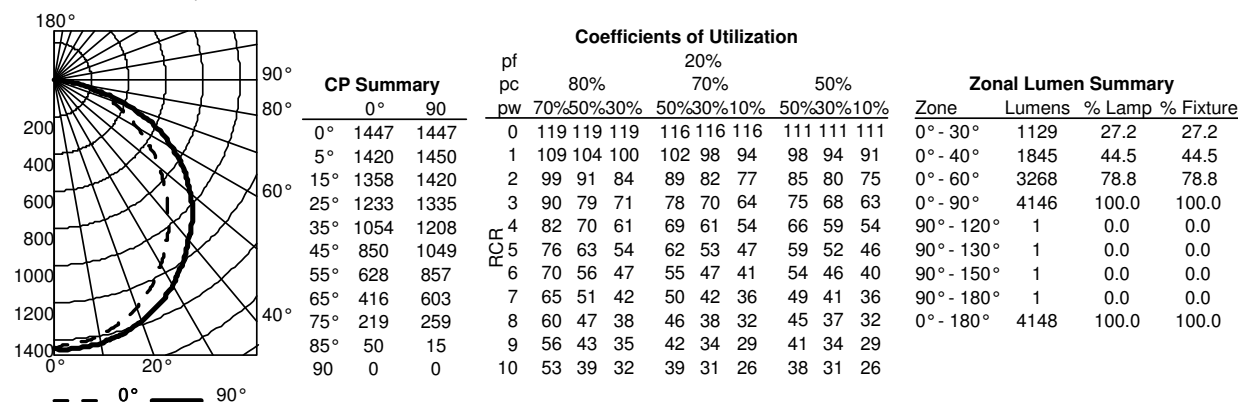 180°
90°
80°
60°
40°
200
400
600
800
1000
1200
1400
0° 20°
0° 90°
CP Summary
0° 90
0° 1447 1447
5° 1420 1450
15° 1358 1420
25° 1233 1335
35° 1054 1208
45° 850 1049
55° 628 857
65° 416 603
75° 219 259
85° 50 15
90 0 0
Coefficients of Utilization
pf 20%
pc 80% 70% 50%
pw 70%50%30% 50%30%10% 50%30%10%
RCR
0 119 119 119 116 116 116 111 111 111
1 109 104 100 102 98 94 98 94 91
2 99 91 84 89 82 77 85 80 75
3 90 79 71 78 70 64 75 68 63
4 82 70 61 69 61 54 66 59 54
5 76 63 54 62 53 47 59 52 46
6 70 56 47 55 47 41 54 46 40
7 65 51 42 50 42 36 49 41 36
8 60 47 38 46 38 32 45 37 32
9 56 43 35 42 34 29 41 34 29
10 53 39 32 39 31 26 38 31 26
Zonal Lumen Summary
Zone Lumens % Lamp % Fixture
0° - 30° 1129 27.2 27.2
0° - 40° 1845 44.5 44.5
0° - 60° 3268 78.8 78.8
0° - 90° 4146 100.0 100.0
90° - 120° 1 0.0 0.0
90° - 130° 1 0.0 0.0
90° - 150° 1 0.0 0.0
90° - 180° 1 0.0 0.0
0° - 180° 4148 100.0 100.0